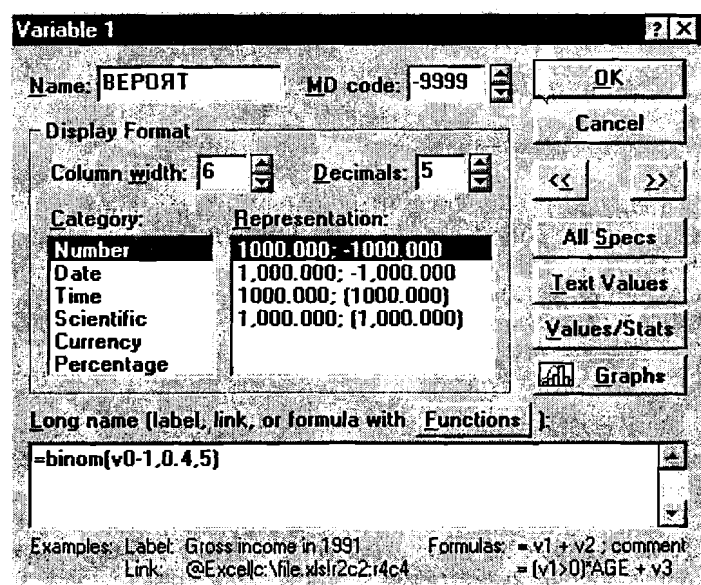 Variable 1 ? X
Name: ВЕРОЯТ MD code: -9999 OK
Display Format Cancel
Column width: 6 Decimals: 5 << >>
Category: Representation: All Specs
Number 1000.000; -1000.000
Date 1,000.000; -1,000.000
Time 1000.000; (1000.000) Text Values
Scientific 1,000.000; (1,000.000)
Currency Values/Stats
Percentage Graphs
Long name (label, link, or formula with Functions ):
=binom(v0-1,0.4,5)
Examples: Label: Gross income in 1991 Formulas: = v1 + v2 ; comment
Link: @Excel|c:\file.xls!r2c2:r4c4 = (v1>0)*AGE + v3